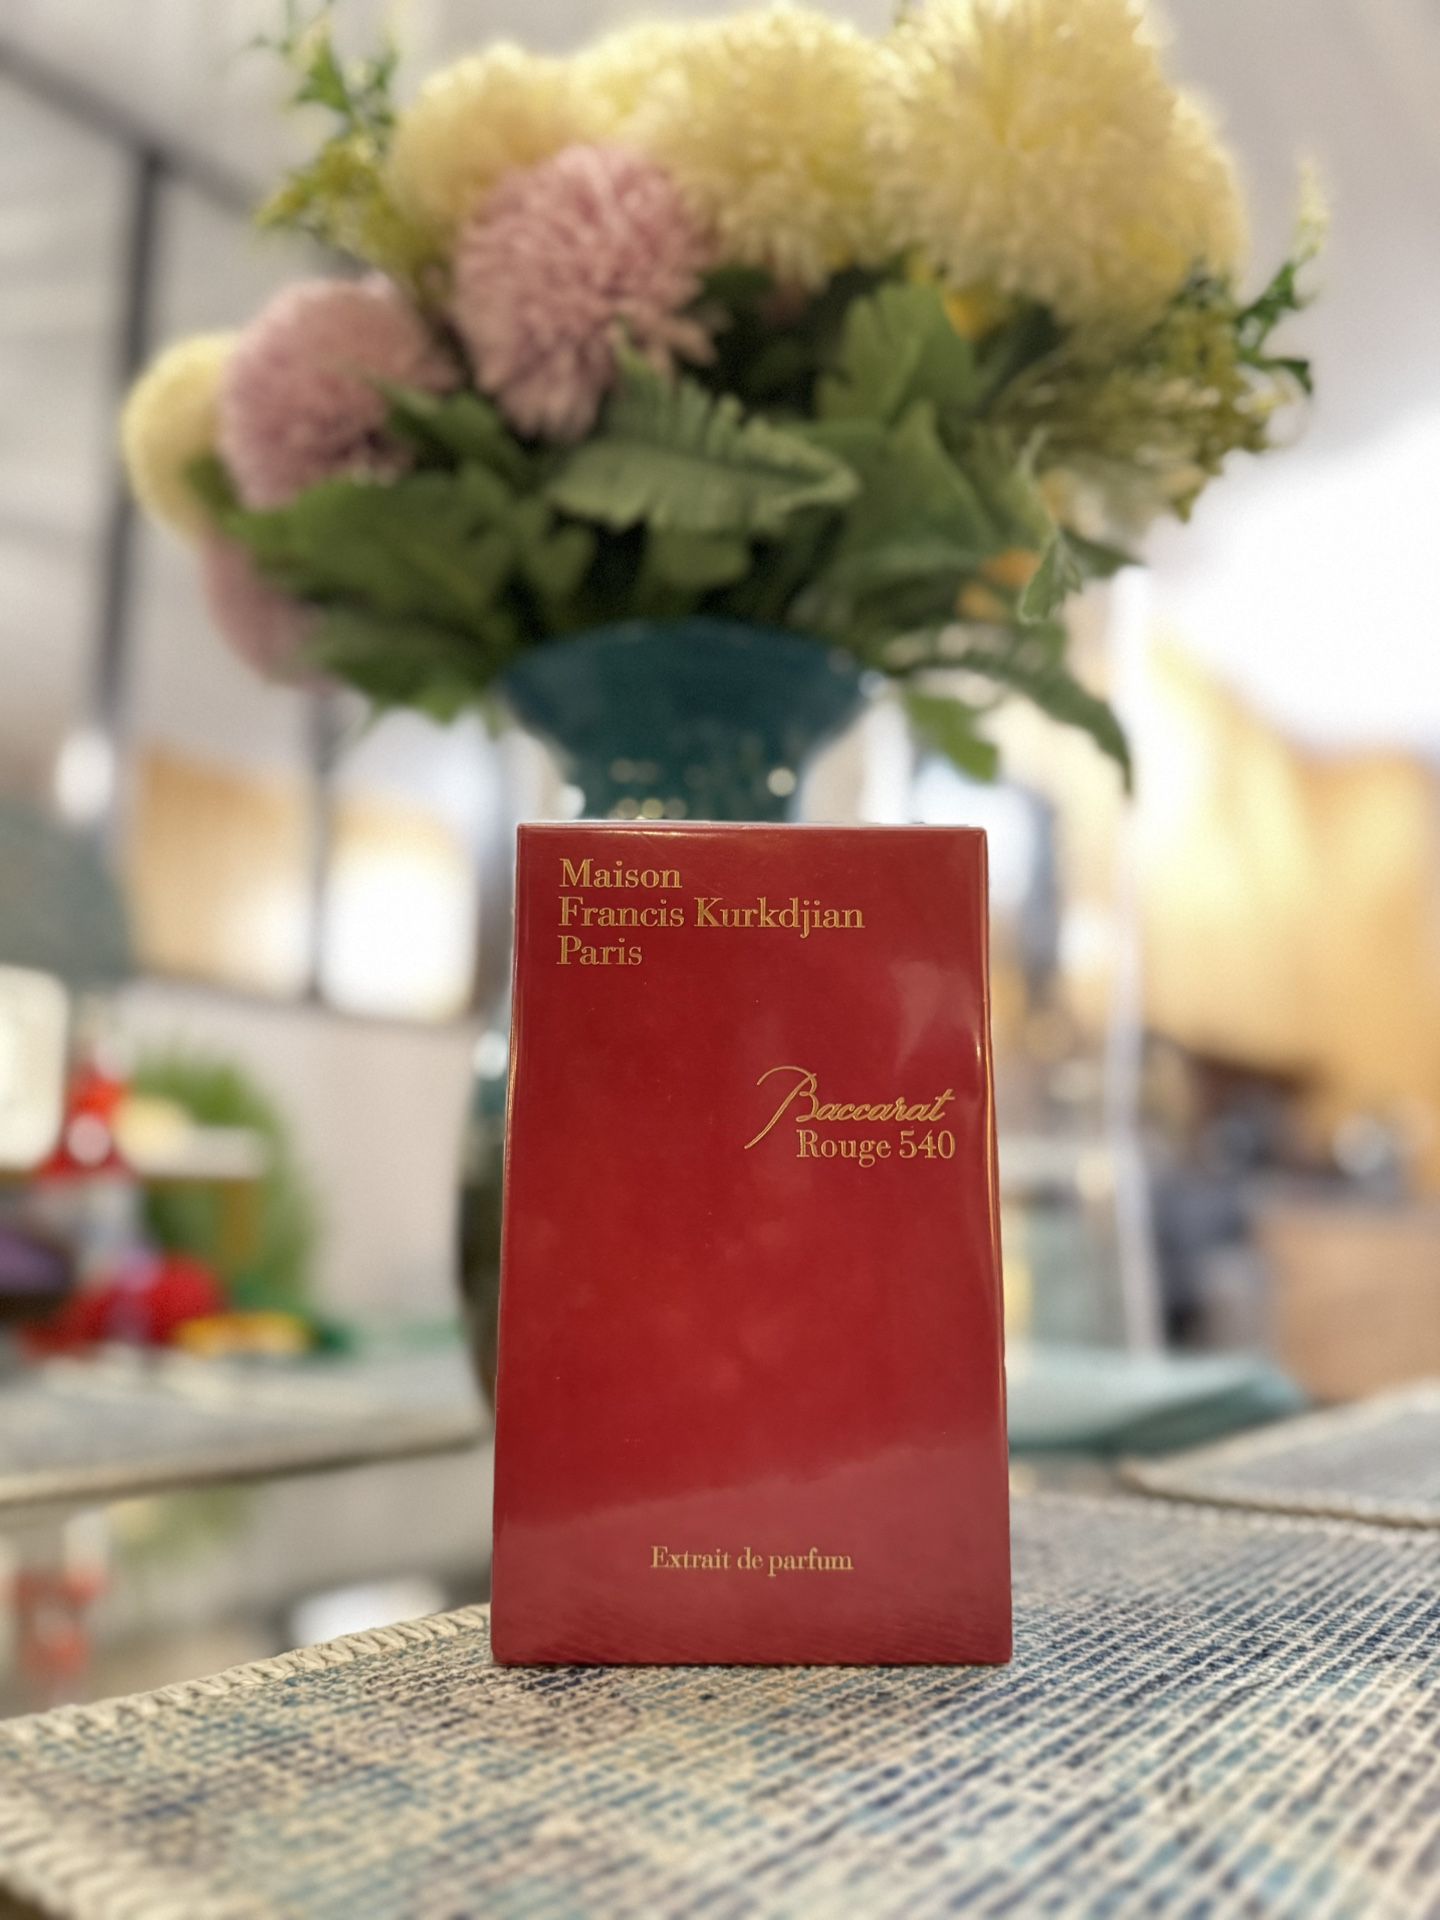 Maison
Francis Kurkdjian
Paris
Baccarat
Rouge 540
Extrait de parfum